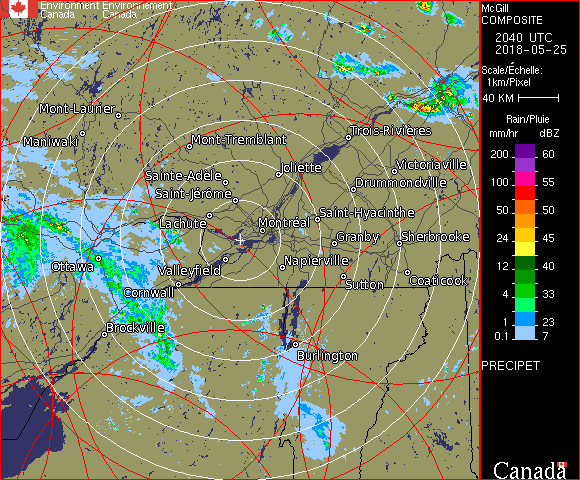 Environment Environnement
Canada Canada
McGill
COMPOSITE
2040 UTC
2018-05-25
Scale/Échelle:
1km/Pixel
40 KM
Rain/Pluie
mm/hr dBZ
200 60
100 55
50 50
24 45
12 40
4 33
1 23
0.1 7
PRECIPET
Canada
Mont-Laurier
Maniwaki
Mont-Tremblant
Trois-Rivières
Joliette
Victoriaville
Sainte-Adèle
Drummondville
Saint-Jérôme
Lachute
Saint-Hyacinthe
Montréal
Granby
Sherbrooke
Ottawa
Valleyfield
Napierville
Cornwall
Sutton
Coaticook
Brockville
Burlington